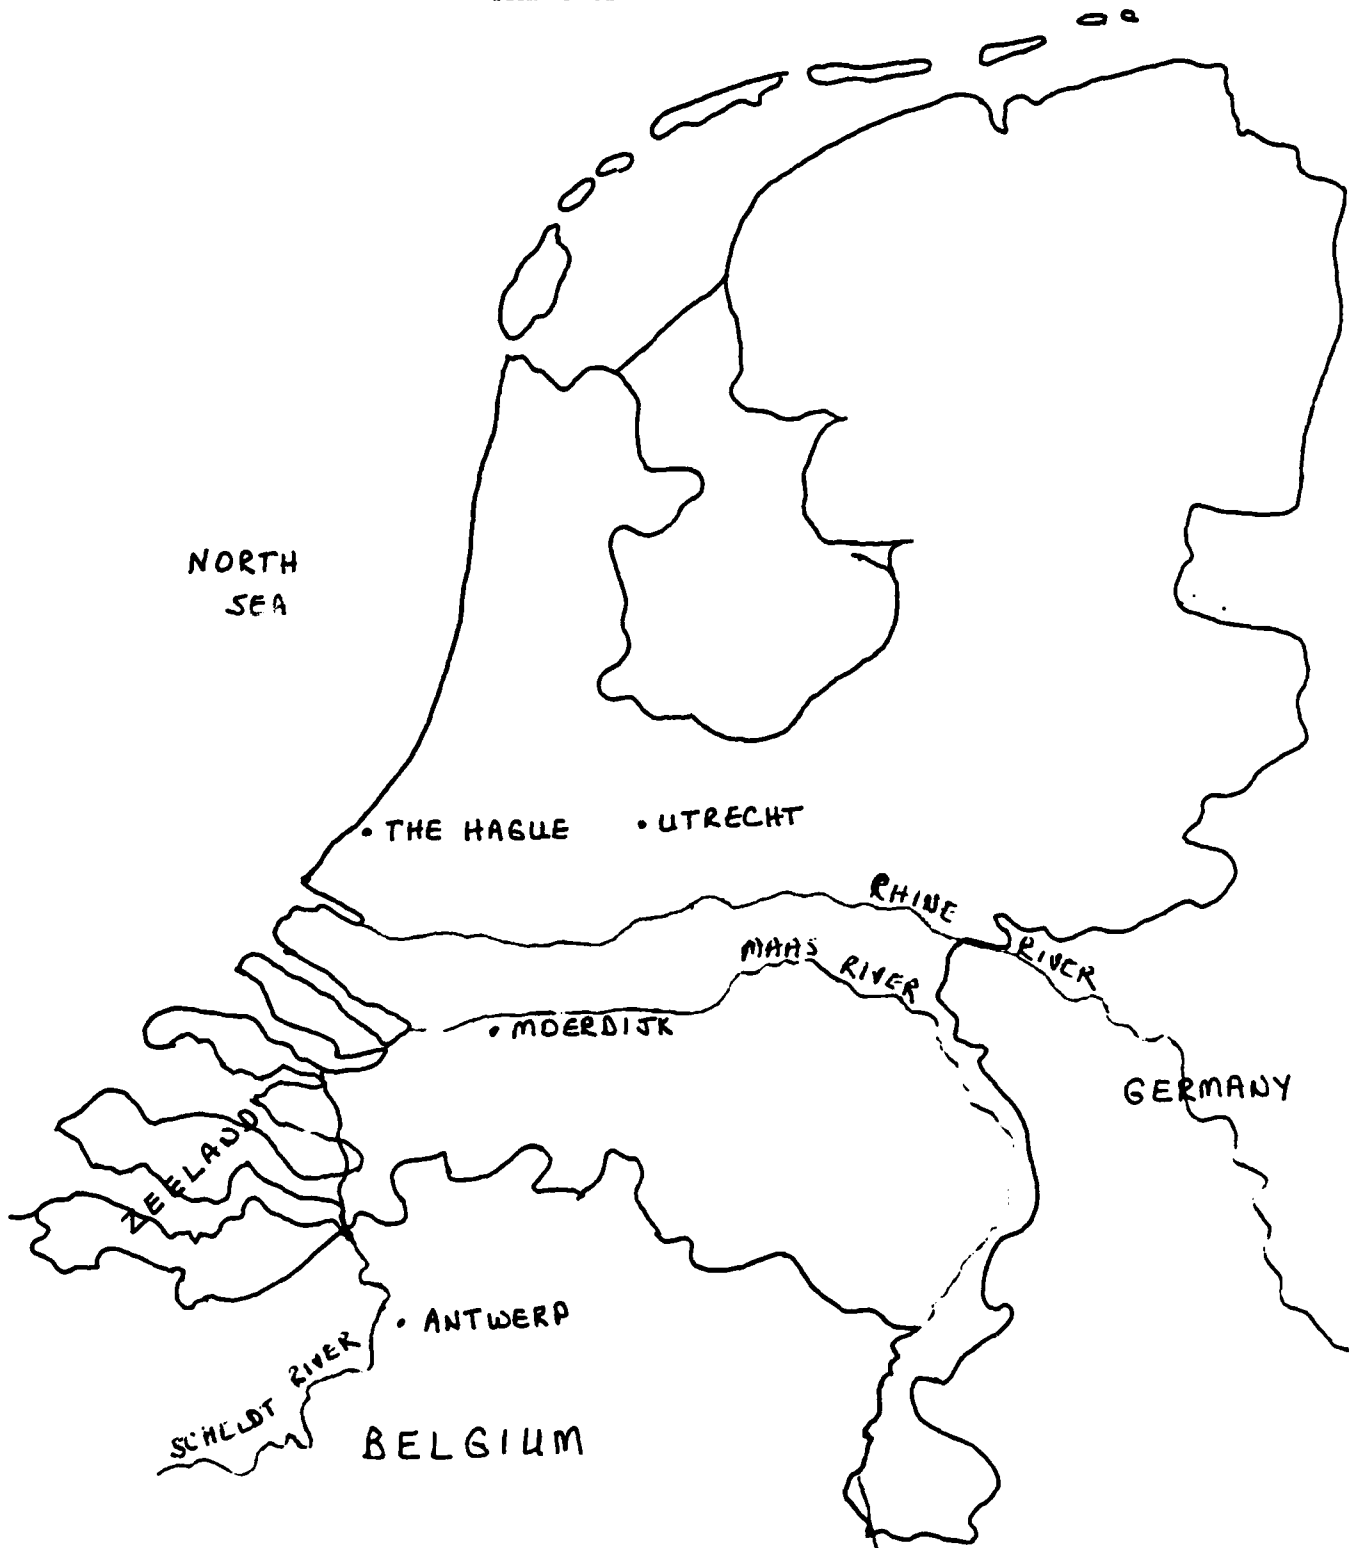 NORTH
SEA
THE HAGUE
UTRECHT
RHINE
RIVER
MAAS
RIVER
MOERDIJK
GERMANY
ZEELAND
ANTWERP
SCHELDT RIVER
BELGIUM